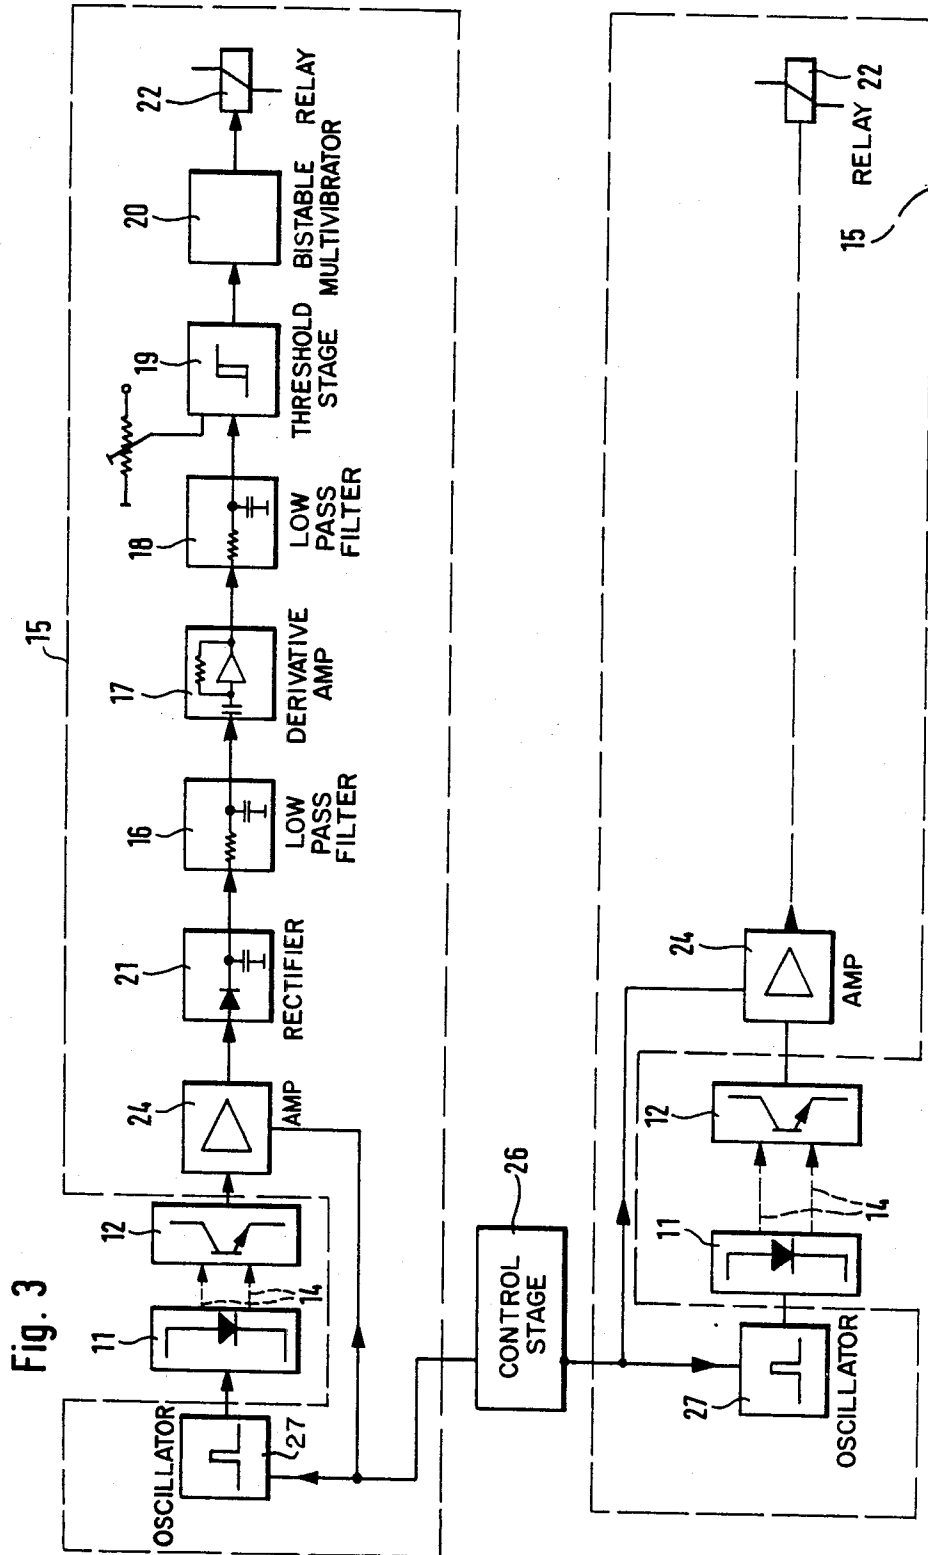 Fig. 3
15
OSCILLATOR
27
11
14
12
24
AMP
21
RECTIFIER
16
LOW
PASS
FILTER
17
DERIVATIVE
AMP
18
LOW
PASS
FILTER
19
THRESHOLD
STAGE
20
BISTABLE
MULTIVIBRATOR
22
RELAY
26
CONTROL
STAGE
27
OSCILLATOR
11
14
12
24
AMP
22
RELAY
15